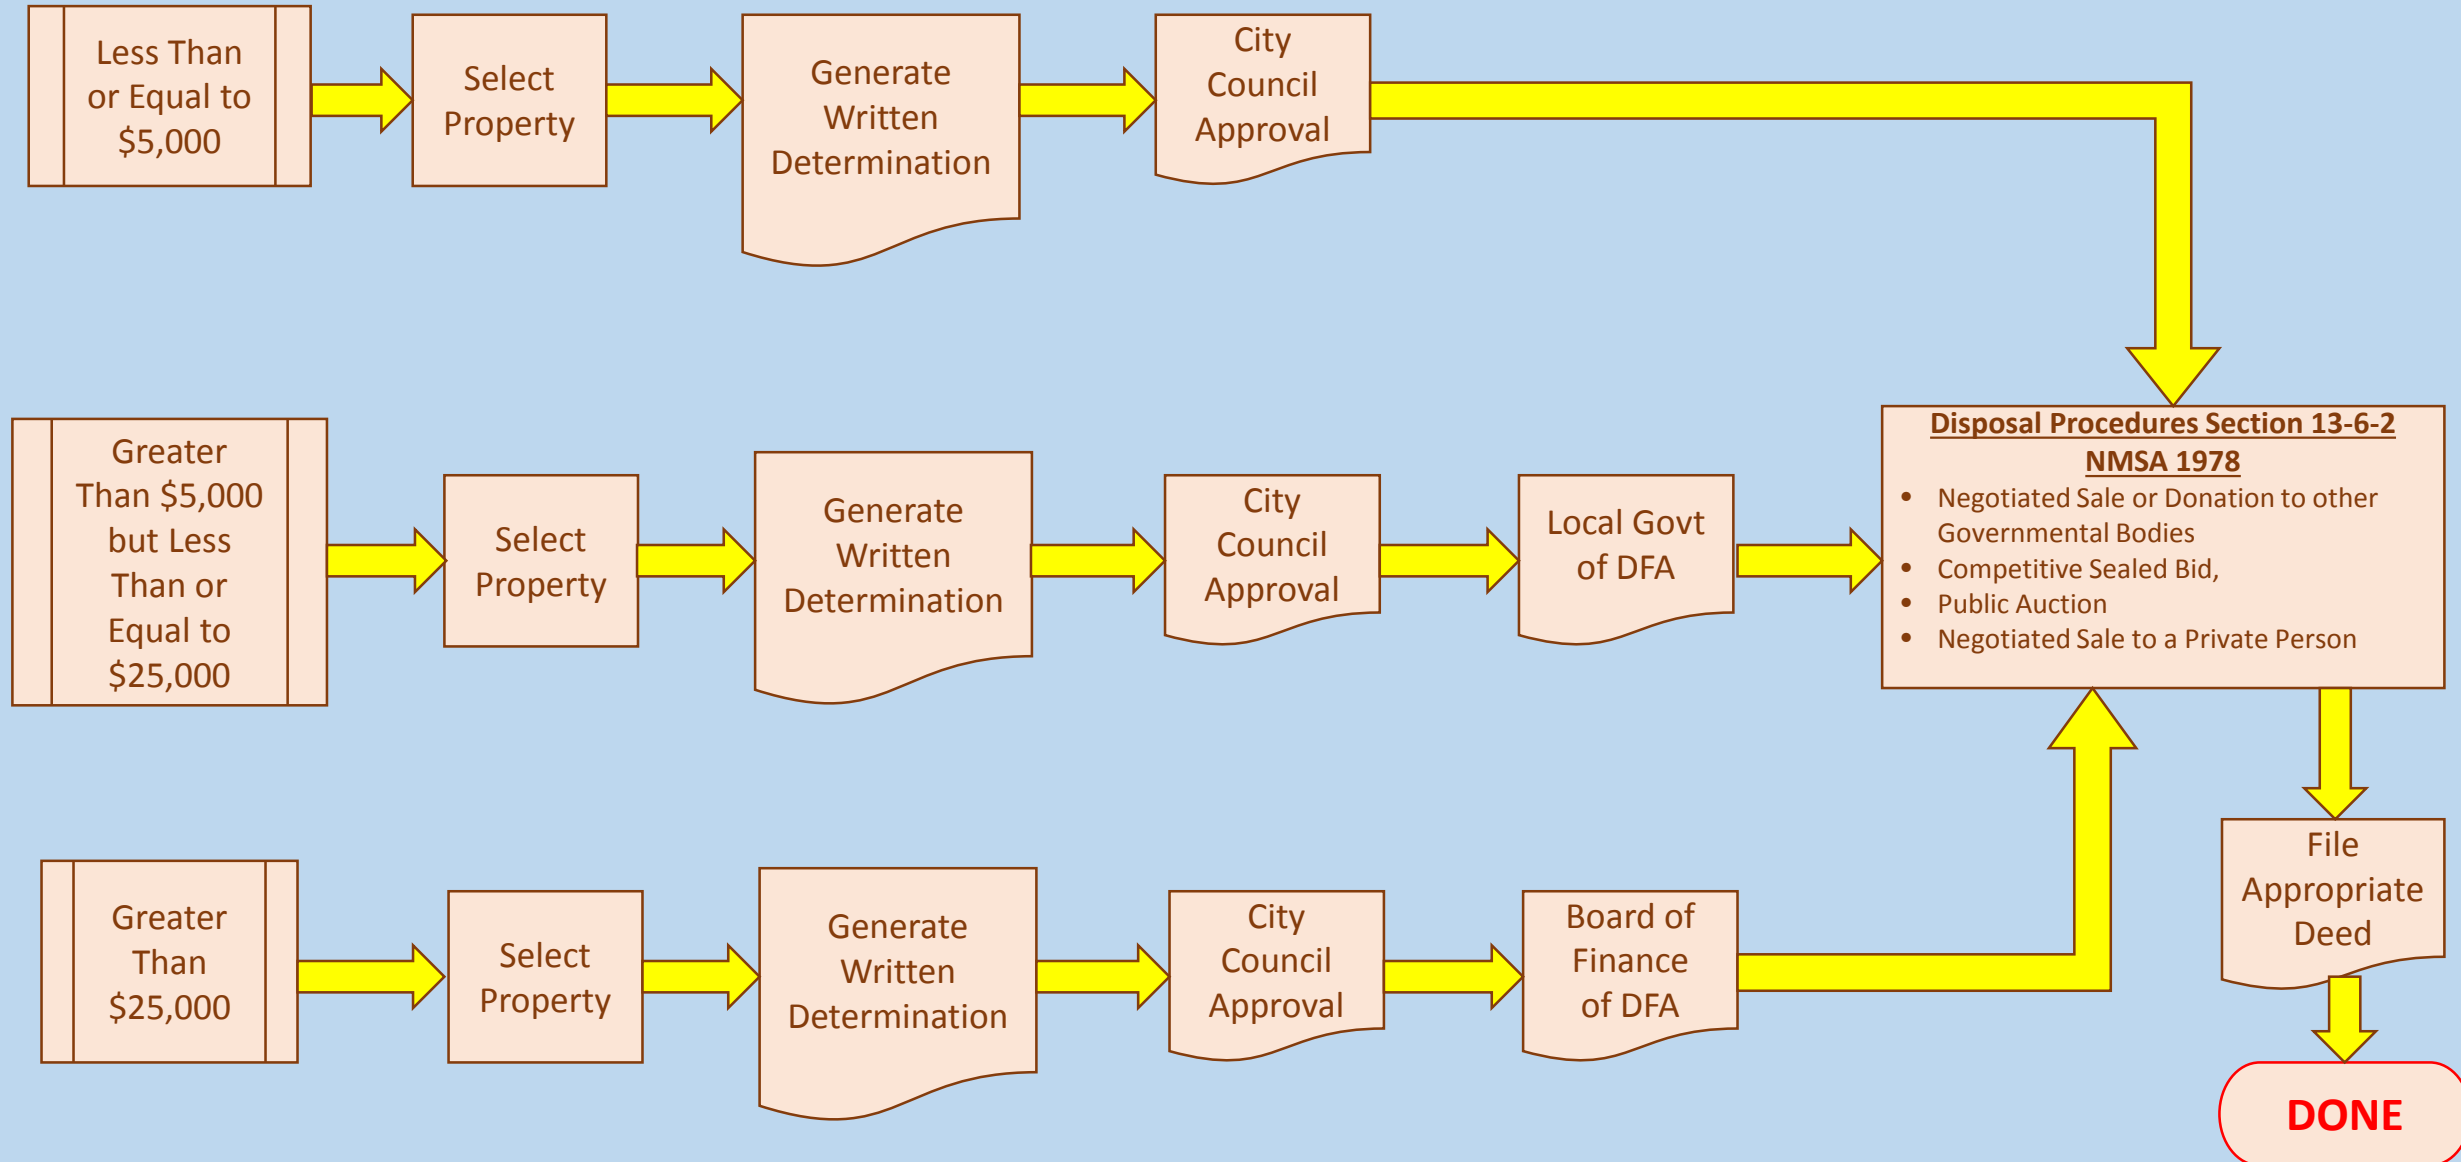 Less Than
or Equal to
$5,000
Select
Property
Generate
Written
Determination
City
Council
Approval
Greater
Than $5,000
but Less
Than or
Equal to
$25,000
Select
Property
Generate
Written
Determination
City
Council
Approval
Local Govt
of DFA
Disposal Procedures Section 13-6-2
NMSA 1978
• Negotiated Sale or Donation to other
Governmental Bodies
• Competitive Sealed Bid,
• Public Auction
• Negotiated Sale to a Private Person
Greater
Than
$25,000
Select
Property
Generate
Written
Determination
City
Council
Approval
Board of
Finance
of DFA
File
Appropriate
Deed
DONE